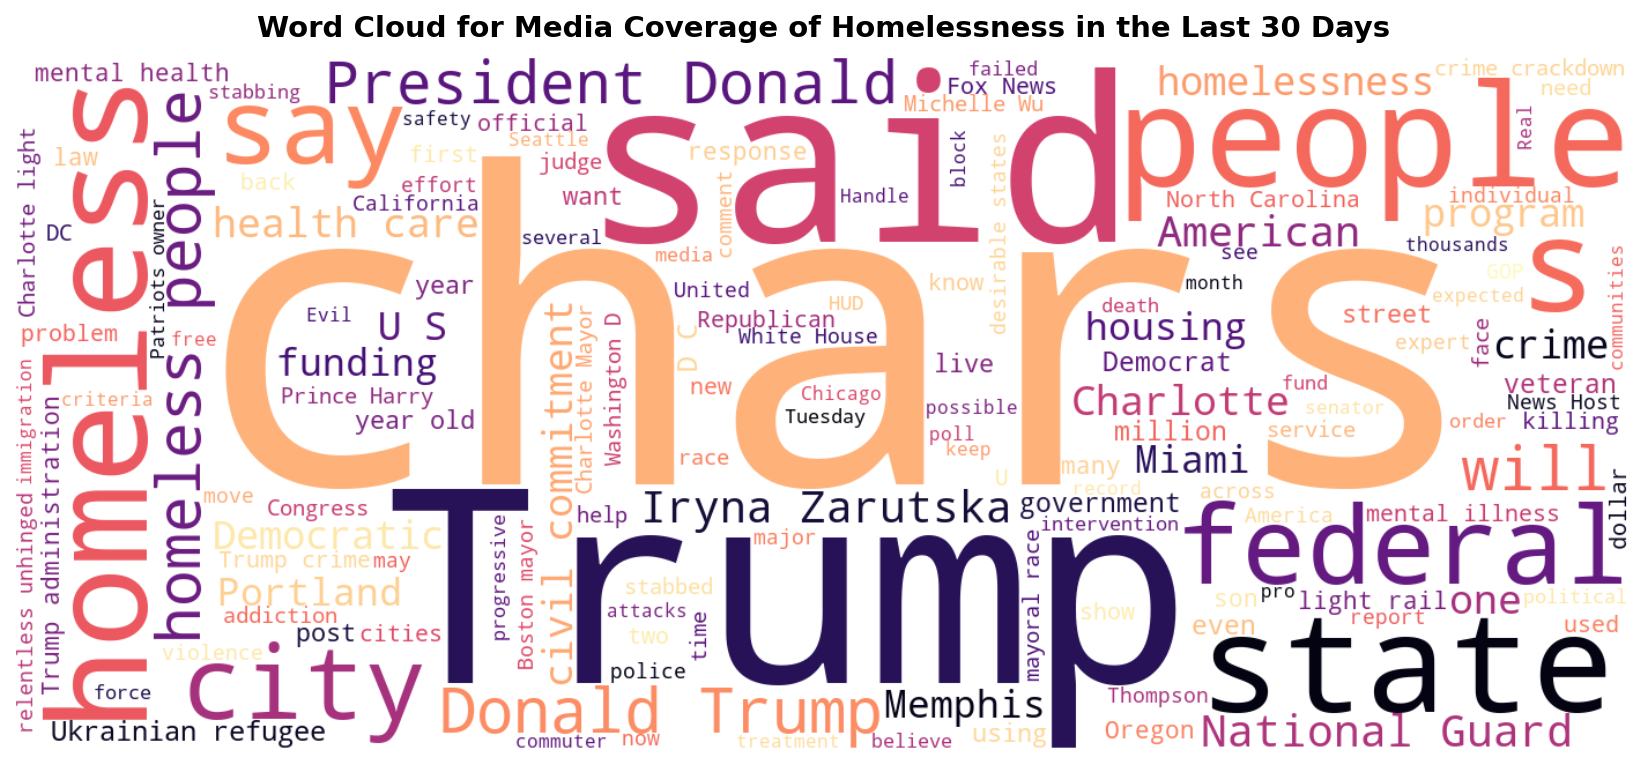 Word Cloud for Media Coverage of Homelessness in the Last 30 Days
mental health
President Donald
failed
Fox News
homelessness
crime crackdown
need
stabbing
say
safety
official
said
Michelle Wu
people
Real
Charlotte light
law
homeless
people
first
Seattle
judge
response
block
back
effort
California
want
comment
Handle
desirable states
North Carolina
individual
program
DC
Patriots owner
health care
several
media
American
see
thousands
s
chars
year
United
know
month
GOP
expected
communities
Evil
U S
HUD
Republican
death
street
problem
free
funding
civil commitment
Charlotte Mayor
Washington D
D C
White House
housing
expert
face
crime
live
Democrat
relentless unhinged immigration
criteria
homeless people
Prince Harry
new
Chicago
Tuesday
possible
Charlotte
fund
senator
veteran
News Host
year old
poll
keep
million
service
order
killing
Trump administration
race
U
many
record
Miami
will
move
Congress
help
Iryna Zarutska
government
across
America
mental illness
dollar
Democratic
Trump
major
intervention
federal
Trump crime
may
progressive
Boston mayor
stabbed
mayoral race
son
pro
light rail
one
political
Portland
addiction
attacks
show
report
post
cities
two
time
even
used
violence
city
police
state
force
Donald Trump
Memphis
Thompson
Ukrainian refugee
commuter
now
treatment
believe
using
Oregon
National Guard